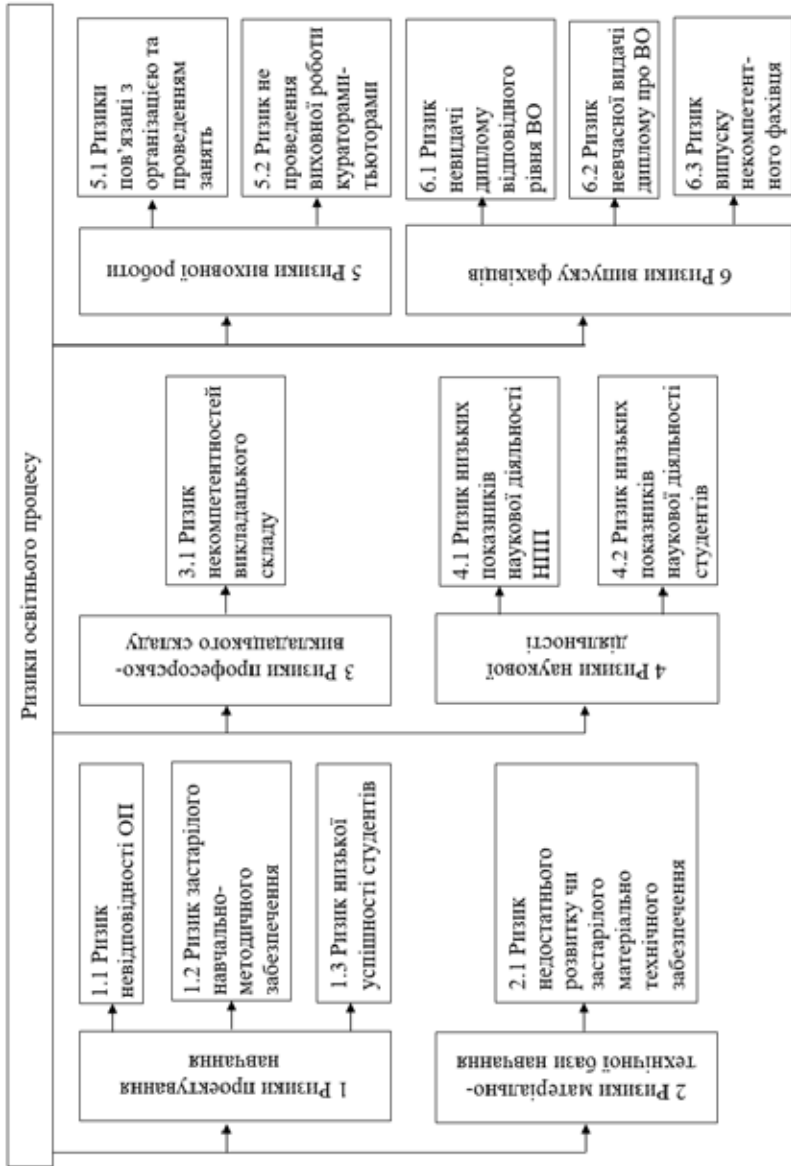 Ризики освітнього процесу
1 Ризики проектування
навчання
1.1 Ризик
невідповідності ОП
1.2 Ризик застарілого
навчально-
методичного
забезпечення
1.3 Ризик низької
успішності студентів
2 Ризики матеріально-
технічної бази навчання
2.1 Ризик
недостатнього
розвитку чи
застарілого
матеріально
технічного
забезпечення
3 Ризики професорсько-
викладацького складу
3.1 Ризик
некомпетентностей
викладацького
складу
4 Ризики наукової
діяльності
4.1 Ризик низьких
показників
наукової діяльності
НПП
4.2 Ризик низьких
показників
наукової діяльності
студентів
5 Ризики виховної роботи
5.1 Ризики
пов’язані з
організацією та
проведенням
занять
5.2 Ризик не
проведення
виховної роботи
кураторами-
тьюторами
6 Ризики випуску фахівців
6.1 Ризик
невидачі
диплому
відповідного
рівня ВО
6.2 Ризик
невчасної видачі
диплому про ВО
6.3 Ризик
випуску
некомпетент-
ного фахівця